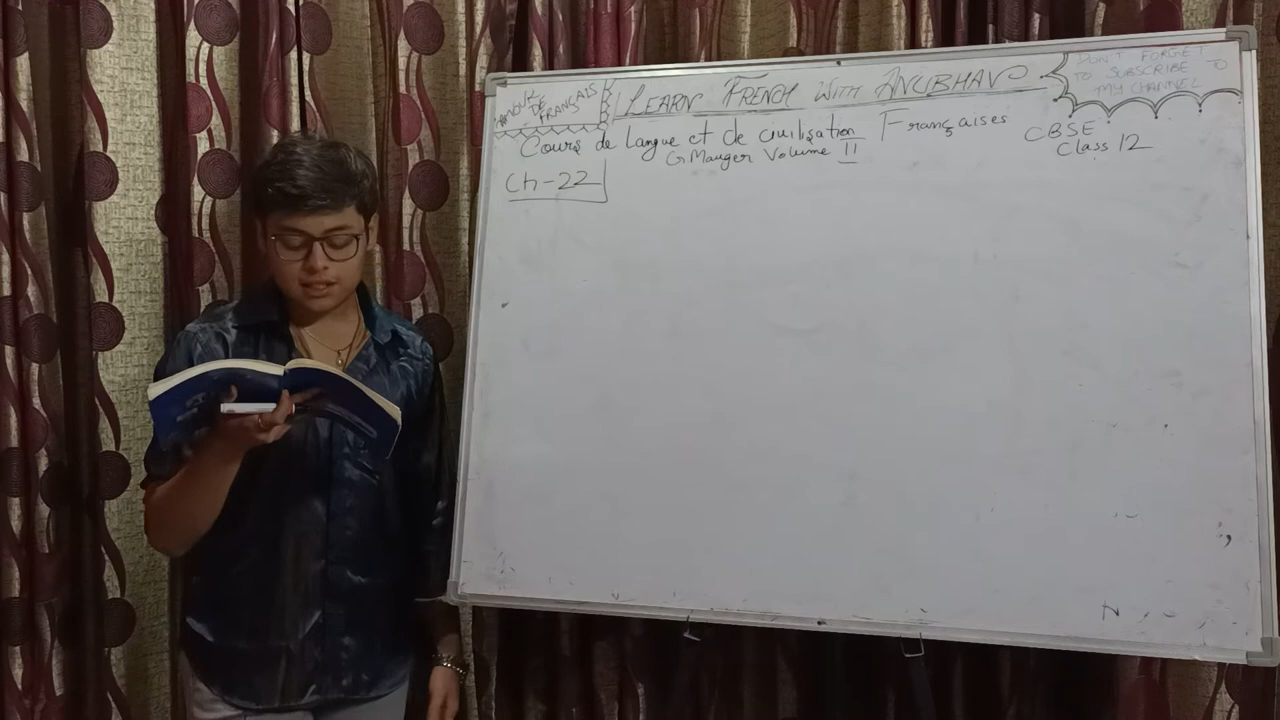 DE
FRANÇAIS
LEARN FRENCH WITH ANUBHAV
DON'T FORGET
TO SUBSCRIBE TO
MY CHANNEL
Cours de langue et de civilisation Françaises
G Mauger Volume II
CBSE
Class 12
Ch-22
N